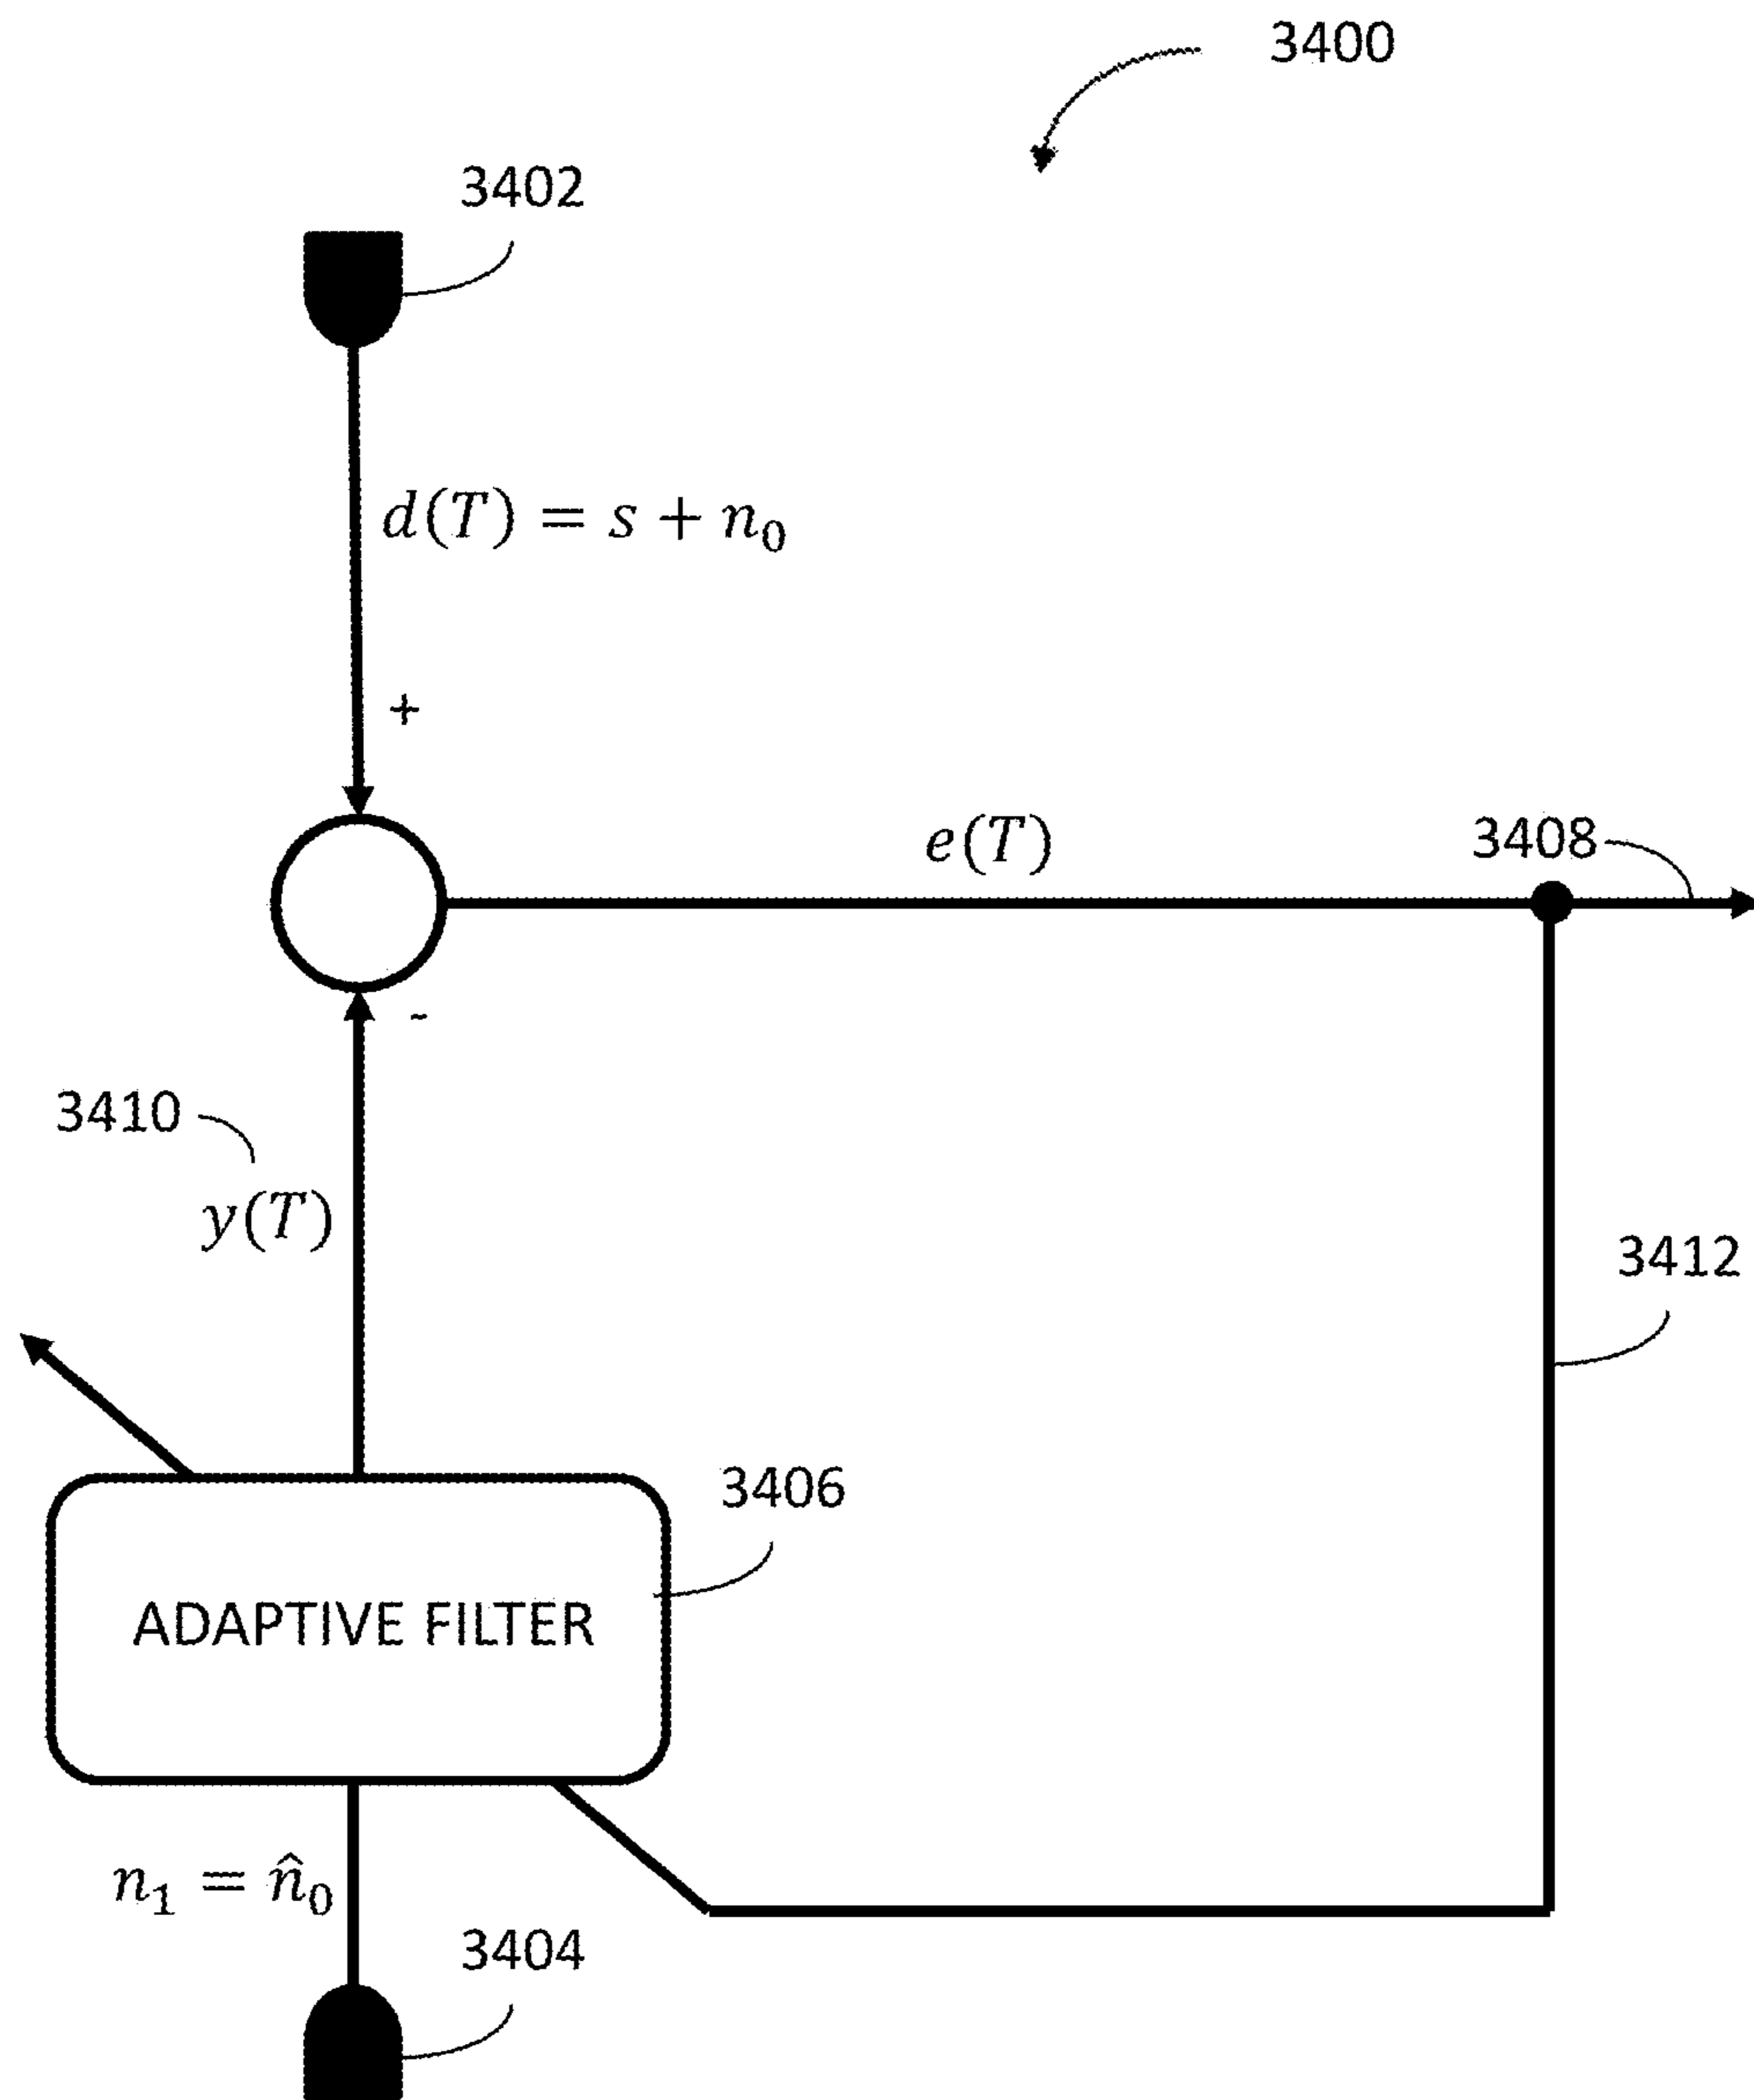 3400
3402
d(T) = s + n₀
+
e(T)
3408
-
3410
y(T)
3412
3406
ADAPTIVE FILTER
n₁ = n̂₀
3404